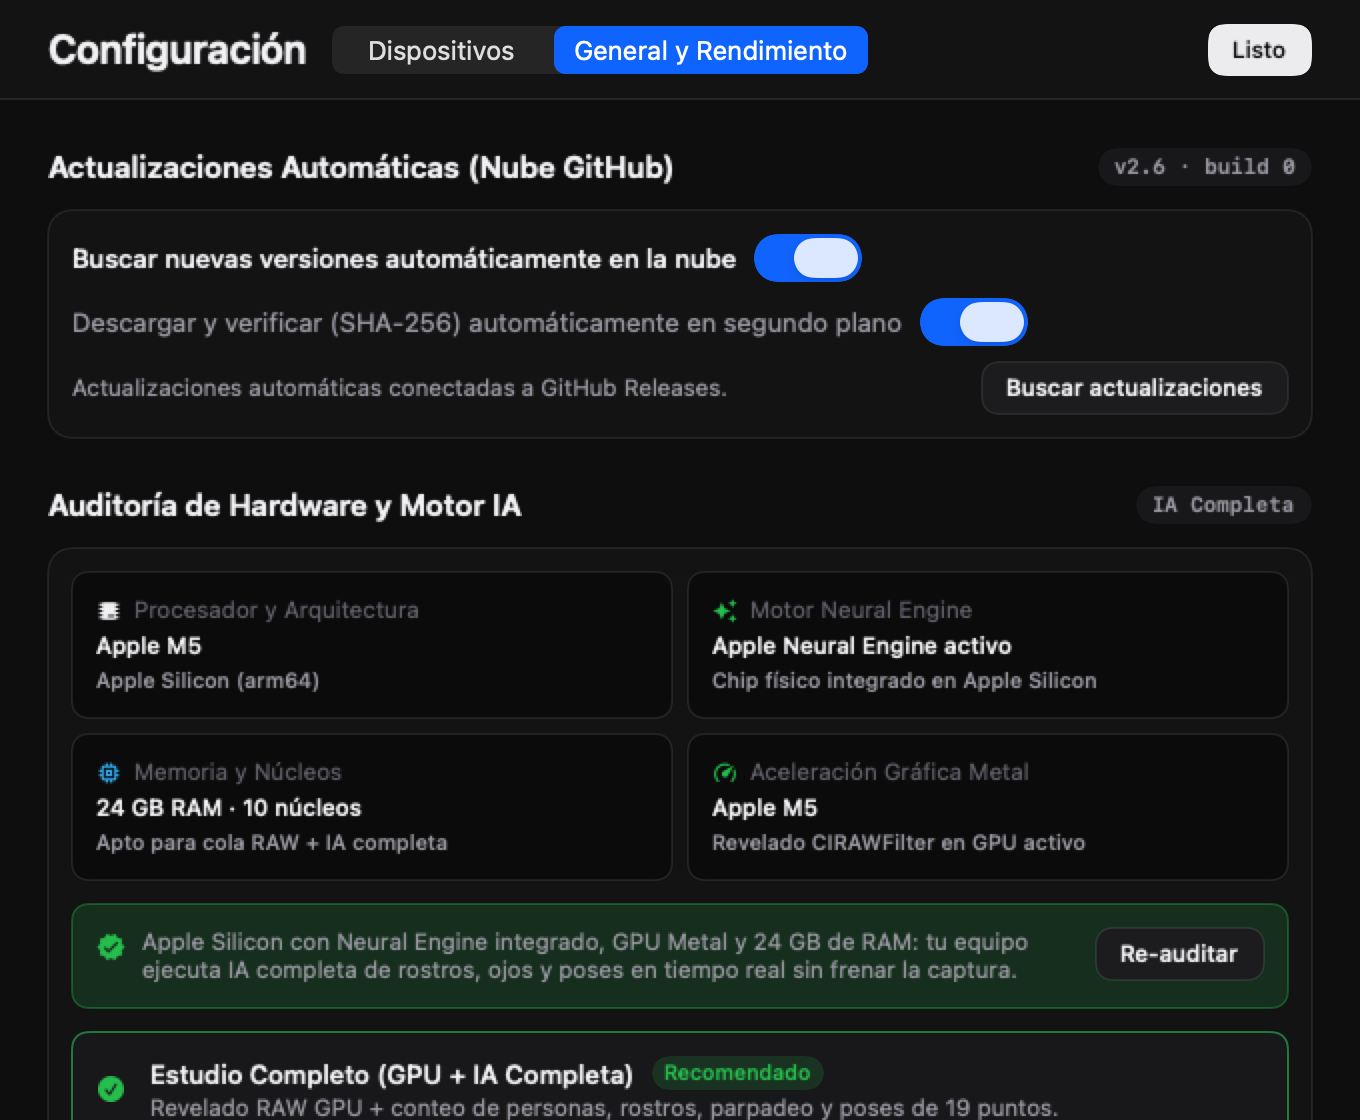 Configuración
Dispositivos
General y Rendimiento
Listo
Actualizaciones Automáticas (Nube GitHub)
v2.6 · build 0
Buscar nuevas versiones automáticamente en la nube
Descargar y verificar (SHA-256) automáticamente en segundo plano
Actualizaciones automáticas conectadas a GitHub Releases.
Buscar actualizaciones
Auditoría de Hardware y Motor IA
IA Completa
Procesador y Arquitectura
Apple M5
Apple Silicon (arm64)
Motor Neural Engine
Apple Neural Engine activo
Chip físico integrado en Apple Silicon
Memoria y Núcleos
24 GB RAM · 10 núcleos
Apto para cola RAW + IA completa
Aceleración Gráfica Metal
Apple M5
Revelado CIRAWFilter en GPU activo
Apple Silicon con Neural Engine integrado, GPU Metal y 24 GB de RAM: tu equipo
ejecuta IA completa de rostros, ojos y poses en tiempo real sin frenar la captura.
Re-auditar
Estudio Completo (GPU + IA Completa)
Recomendado
Revelado RAW GPU + conteo de personas, rostros, parpadeo y poses de 19 puntos.